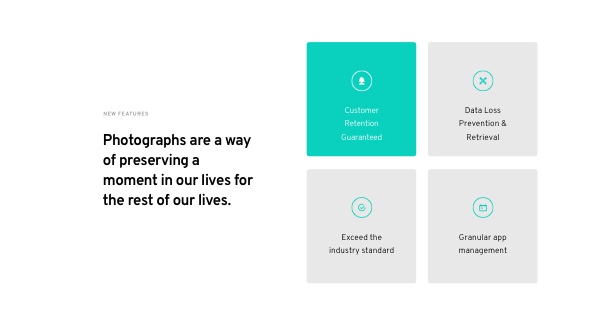 NEW FEATURES
Photographs are a way
of preserving a
moment in our lives for
the rest of our lives.
Customer
Retention
Guaranteed
Data Loss
Prevention &
Retrieval
Exceed the
industry standard
Granular app
management